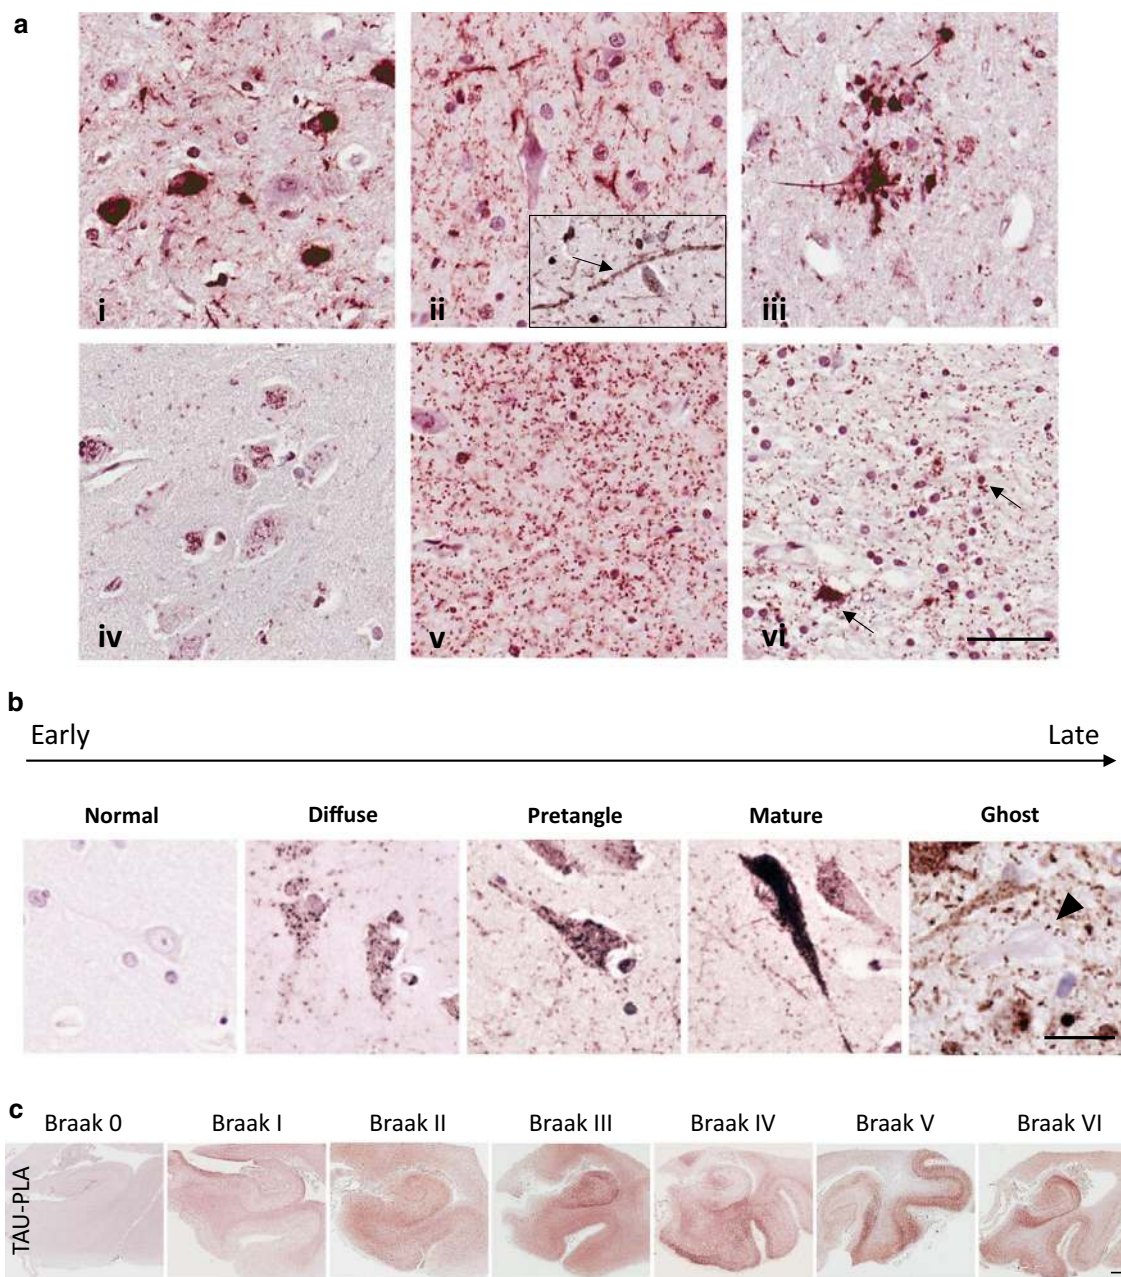 a
i
ii
iii
iv
v
vi
b
Early
Late
Normal
Diffuse
Pretangle
Mature
Ghost
c
Braak 0
Braak I
Braak II
Braak III
Braak IV
Braak V
Braak VI
TAU-PLA